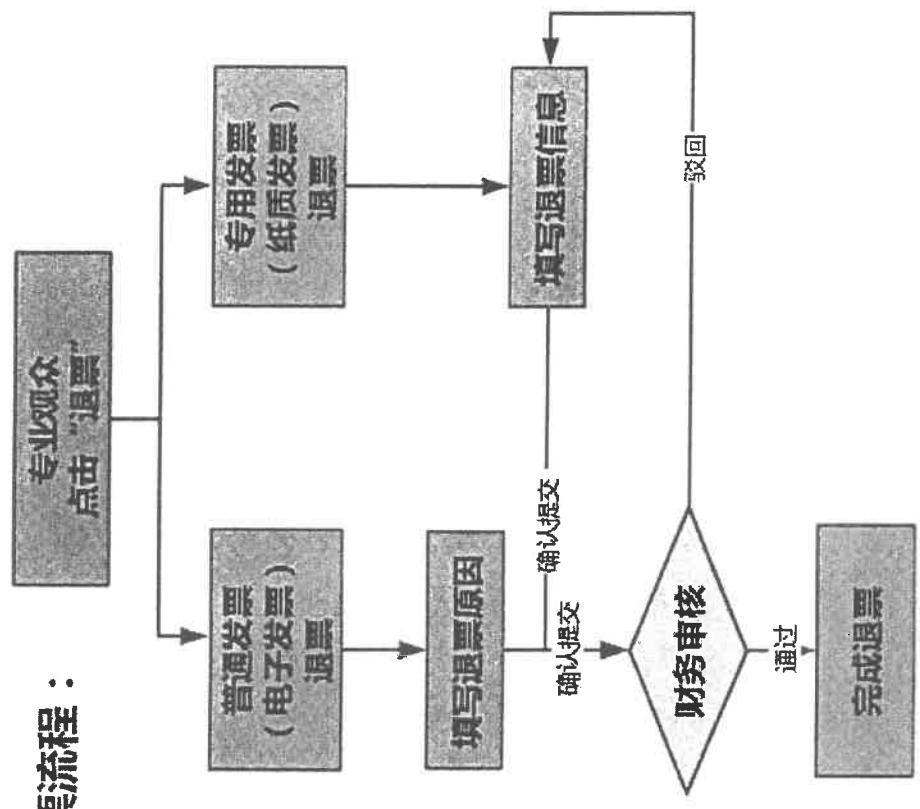 流程：
专业观众
点击“退票”
普通发票
（电子发票）
退票
专用发票
（纸质发票）
退票
填写退票原因
填写退票信息
确认提交
确认提交
财务审核
驳回
通过
完成退票